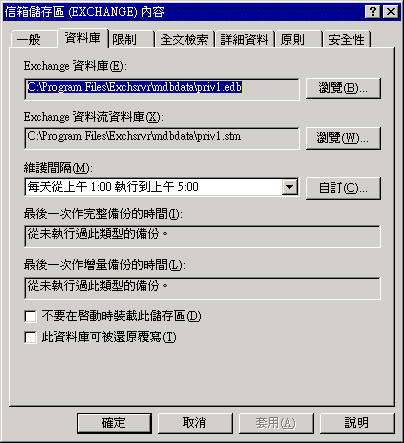 信箱儲存區 (EXCHANGE) 內容
一般 資料庫 限制 全文檢索 詳細資料 原則 安全性
Exchange 資料庫(E):
C:\Program Files\Exchsrvr\mdbdata\priv1.edb 瀏覽(B)...
Exchange 資料流資料庫(X):
C:\Program Files\Exchsrvr\mdbdata\priv1.stm 瀏覽(W)...
維護間隔(M):
每天從上午 1:00 執行到上午 5:00 自訂(C)...
最後一次作完整備份的時間(I):
從未執行過此類型的備份。
最後一次作增量備份的時間(L):
從未執行過此類型的備份。
不要在啓動時裝載此儲存區(D)
此資料庫可被還原覆寫(T)
確定 取消 套用(A) 說明